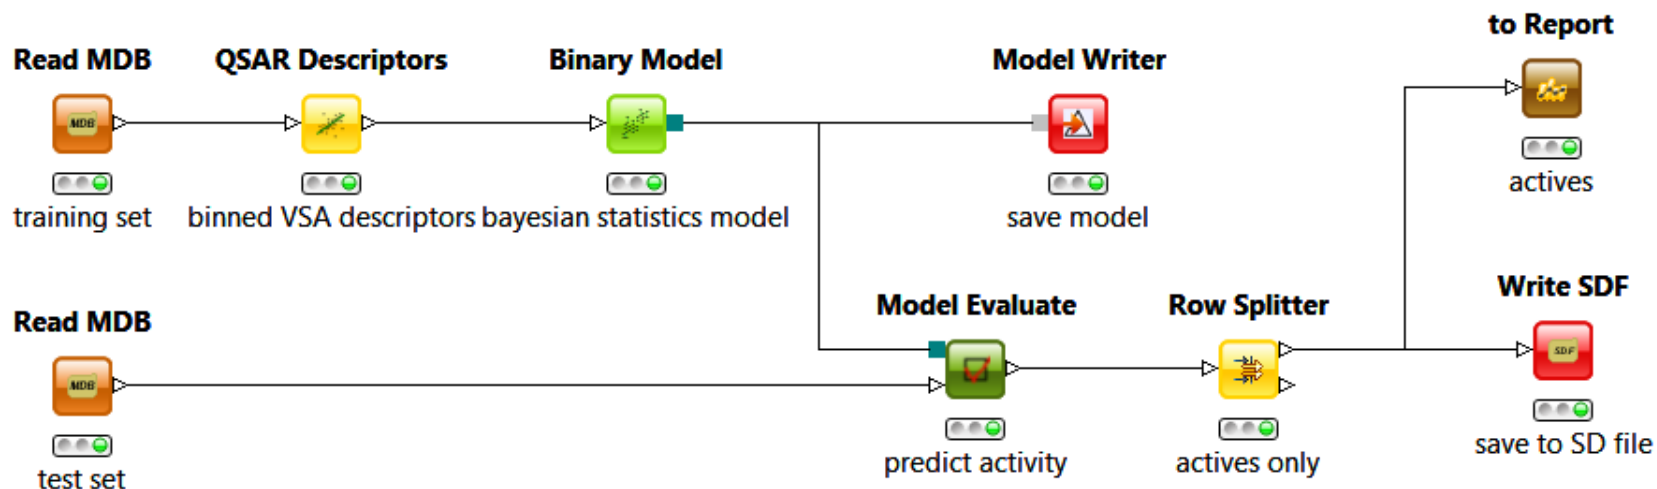 to Report
Read MDB
QSAR Descriptors
Binary Model
Model Writer
MDB
actives
training set
binned VSA descriptors
bayesian statistics model
save model
Write SDF
Model Evaluate
Row Splitter
Read MDB
SDF
MDB
save to SD file
predict activity
actives only
test set